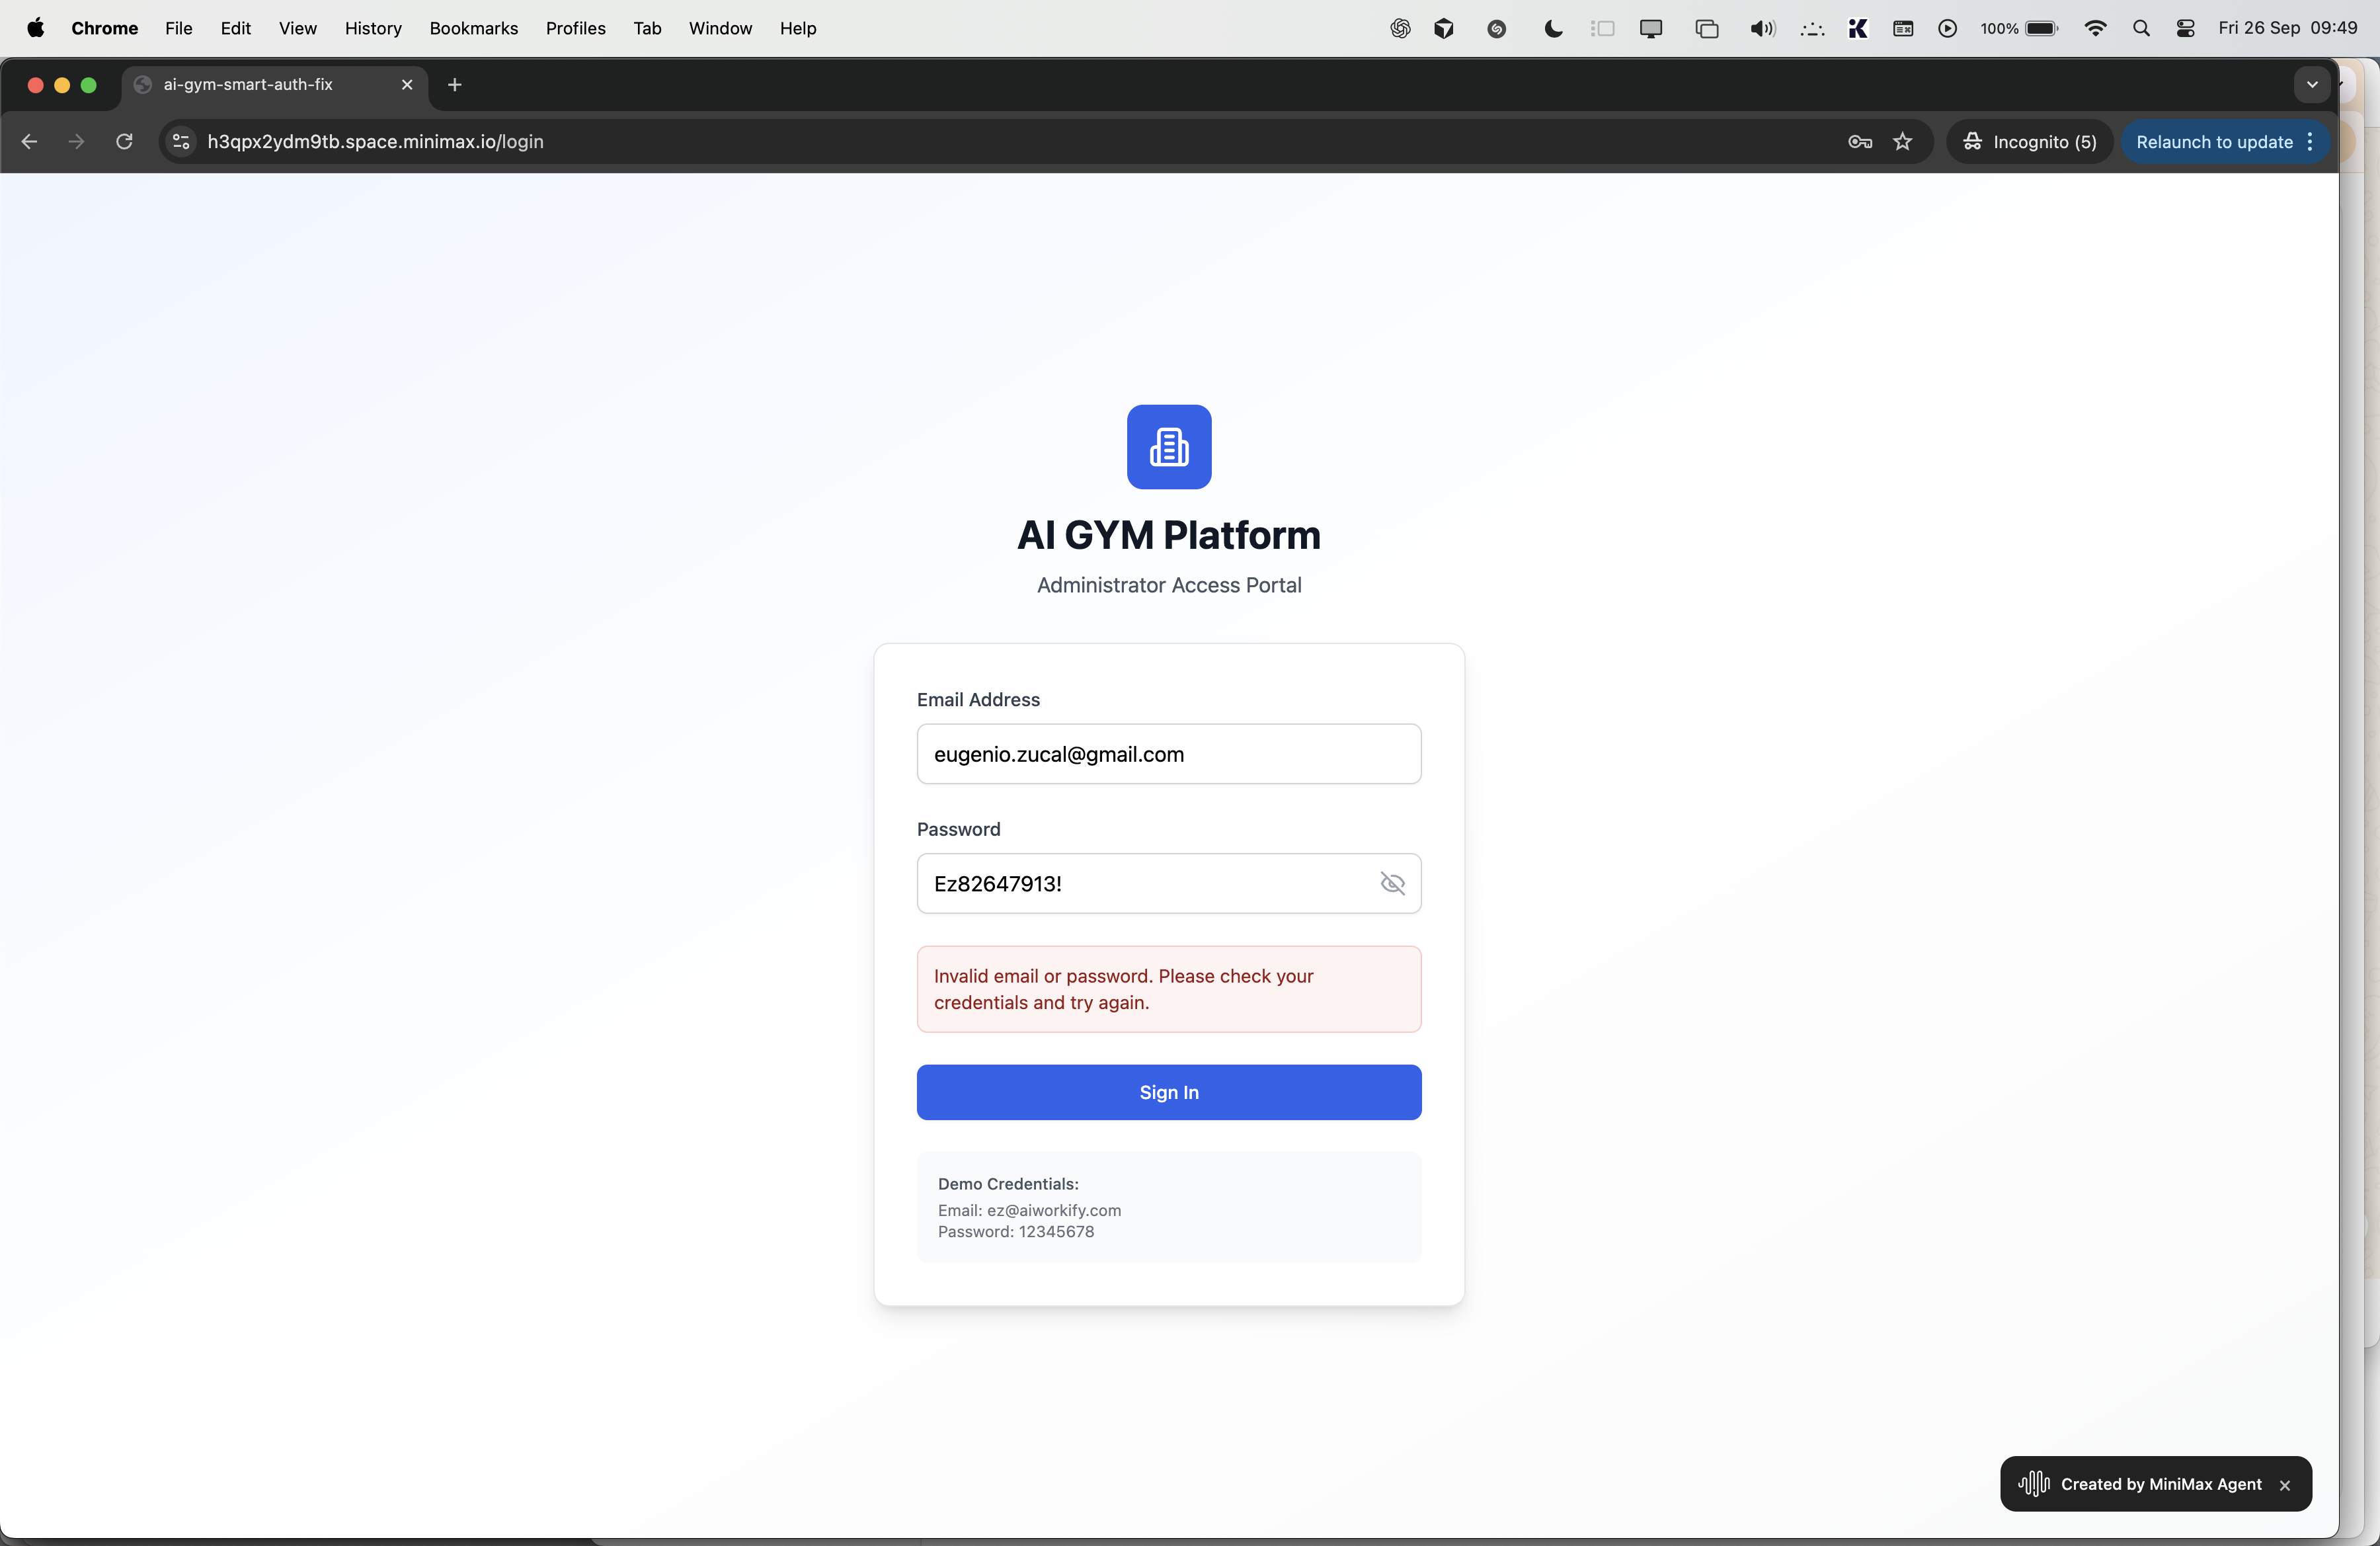 Chrome File Edit View History Bookmarks Profiles Tab Window Help 100% Fri 26 Sep 09:49
ai-gym-smart-auth-fix
h3qpx2ydm9tb.space.minimax.io/login Incognito (5) Relaunch to update
AI GYM Platform
Administrator Access Portal
Email Address
eugenio.zucal@gmail.com
Password
Ez82647913!
Invalid email or password. Please check your
credentials and try again.
Sign In
Demo Credentials:
Email: ez@aiworkify.com
Password: 12345678
Created by MiniMax Agent